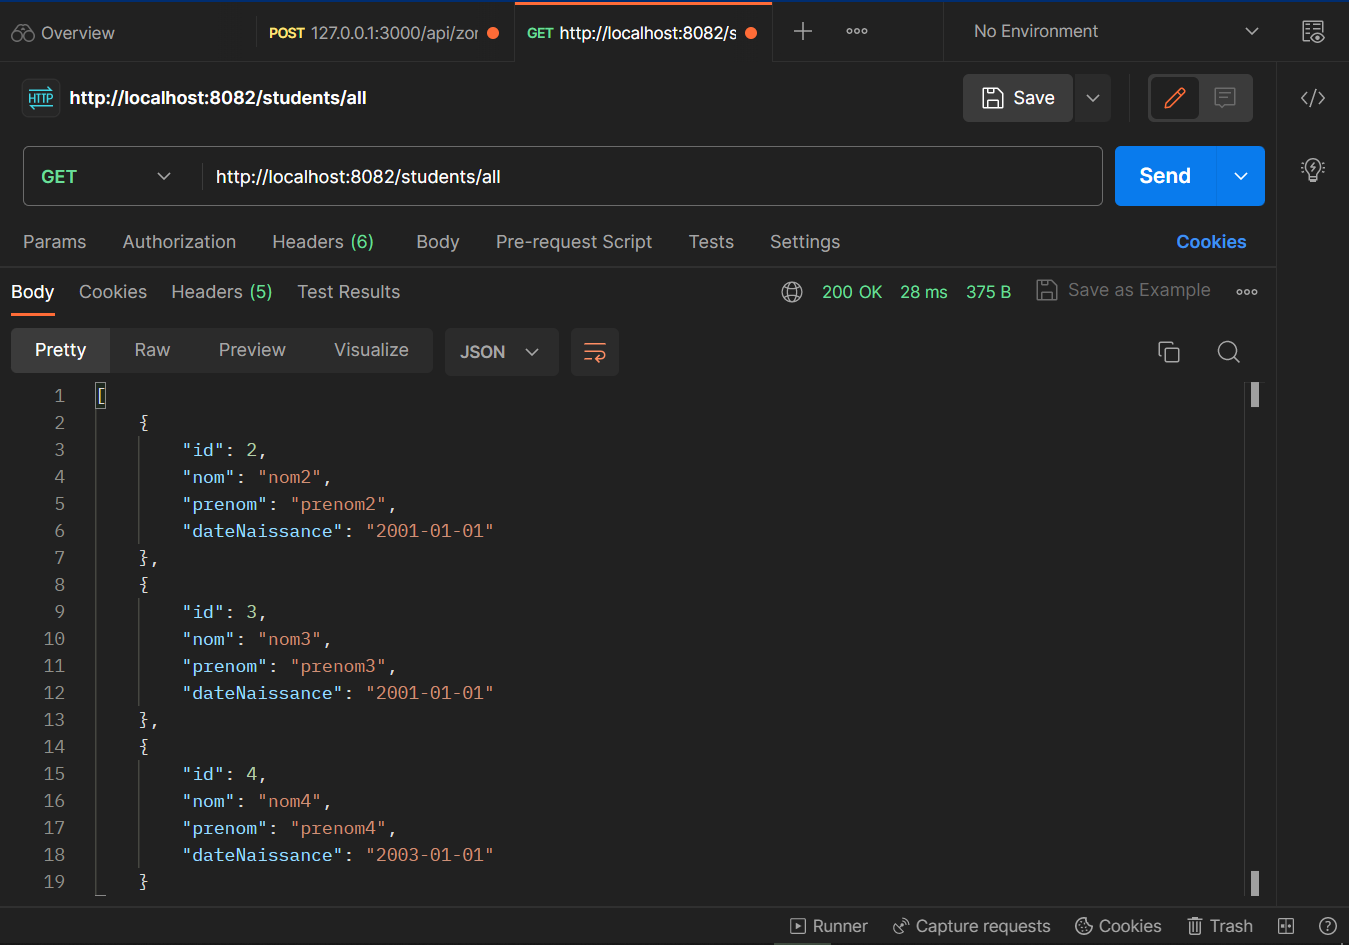 Overview
POST 127.0.0.1:3000/api/zor
GET http://localhost:8082/s
No Environment
HTTP http://localhost:8082/students/all
Save
GET http://localhost:8082/students/all
Send
Params Authorization Headers (6) Body Pre-request Script Tests Settings Cookies
Body Cookies Headers (5) Test Results 200 OK 28 ms 375 B Save as Example
Pretty Raw Preview Visualize JSON
1 [
2 {
3 "id": 2,
4 "nom": "nom2",
5 "prenom": "prenom2",
6 "dateNaissance": "2001-01-01"
7 },
8 {
9 "id": 3,
10 "nom": "nom3",
11 "prenom": "prenom3",
12 "dateNaissance": "2001-01-01"
13 },
14 {
15 "id": 4,
16 "nom": "nom4",
17 "prenom": "prenom4",
18 "dateNaissance": "2003-01-01"
19 }
Runner Capture requests Cookies Trash